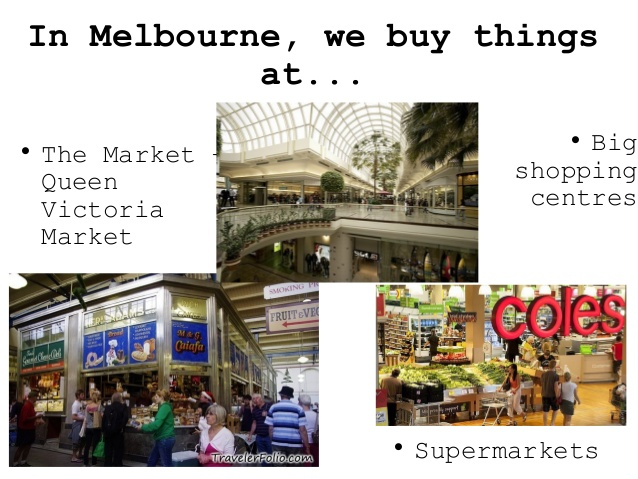 In Melbourne, we buy things
at...
• The Market -
Queen
Victoria
Market
• Big
shopping
centres
SMOKING
FRUIT & VEG
M & G
Caiafa
TravelerFolio.com
coles
• Supermarkets